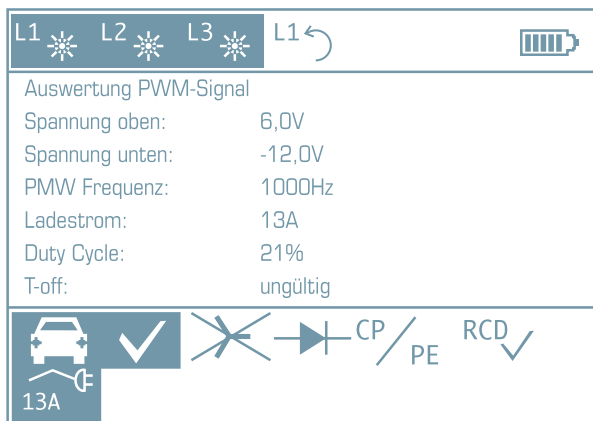 L1 L2 L3 L1
Auswertung PWM-Signal
Spannung oben: 6,0V
Spannung unten: -12,0V
PMW Frequenz: 1000Hz
Ladestrom: 13A
Duty Cycle: 21%
T-off: ungültig
CP/PE RCD
13A